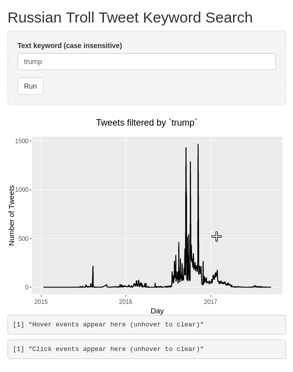 Russian Troll Tweet Keyword Search
Text keyword (case insensitive)
trump
Run
Tweets filtered by `trump`
1500
1000
500
0
Number of Tweets
2015
2016
2017
Day
[1] "Hover events appear here (unhover to clear)"
[1] "Click events appear here (unhover to clear)"